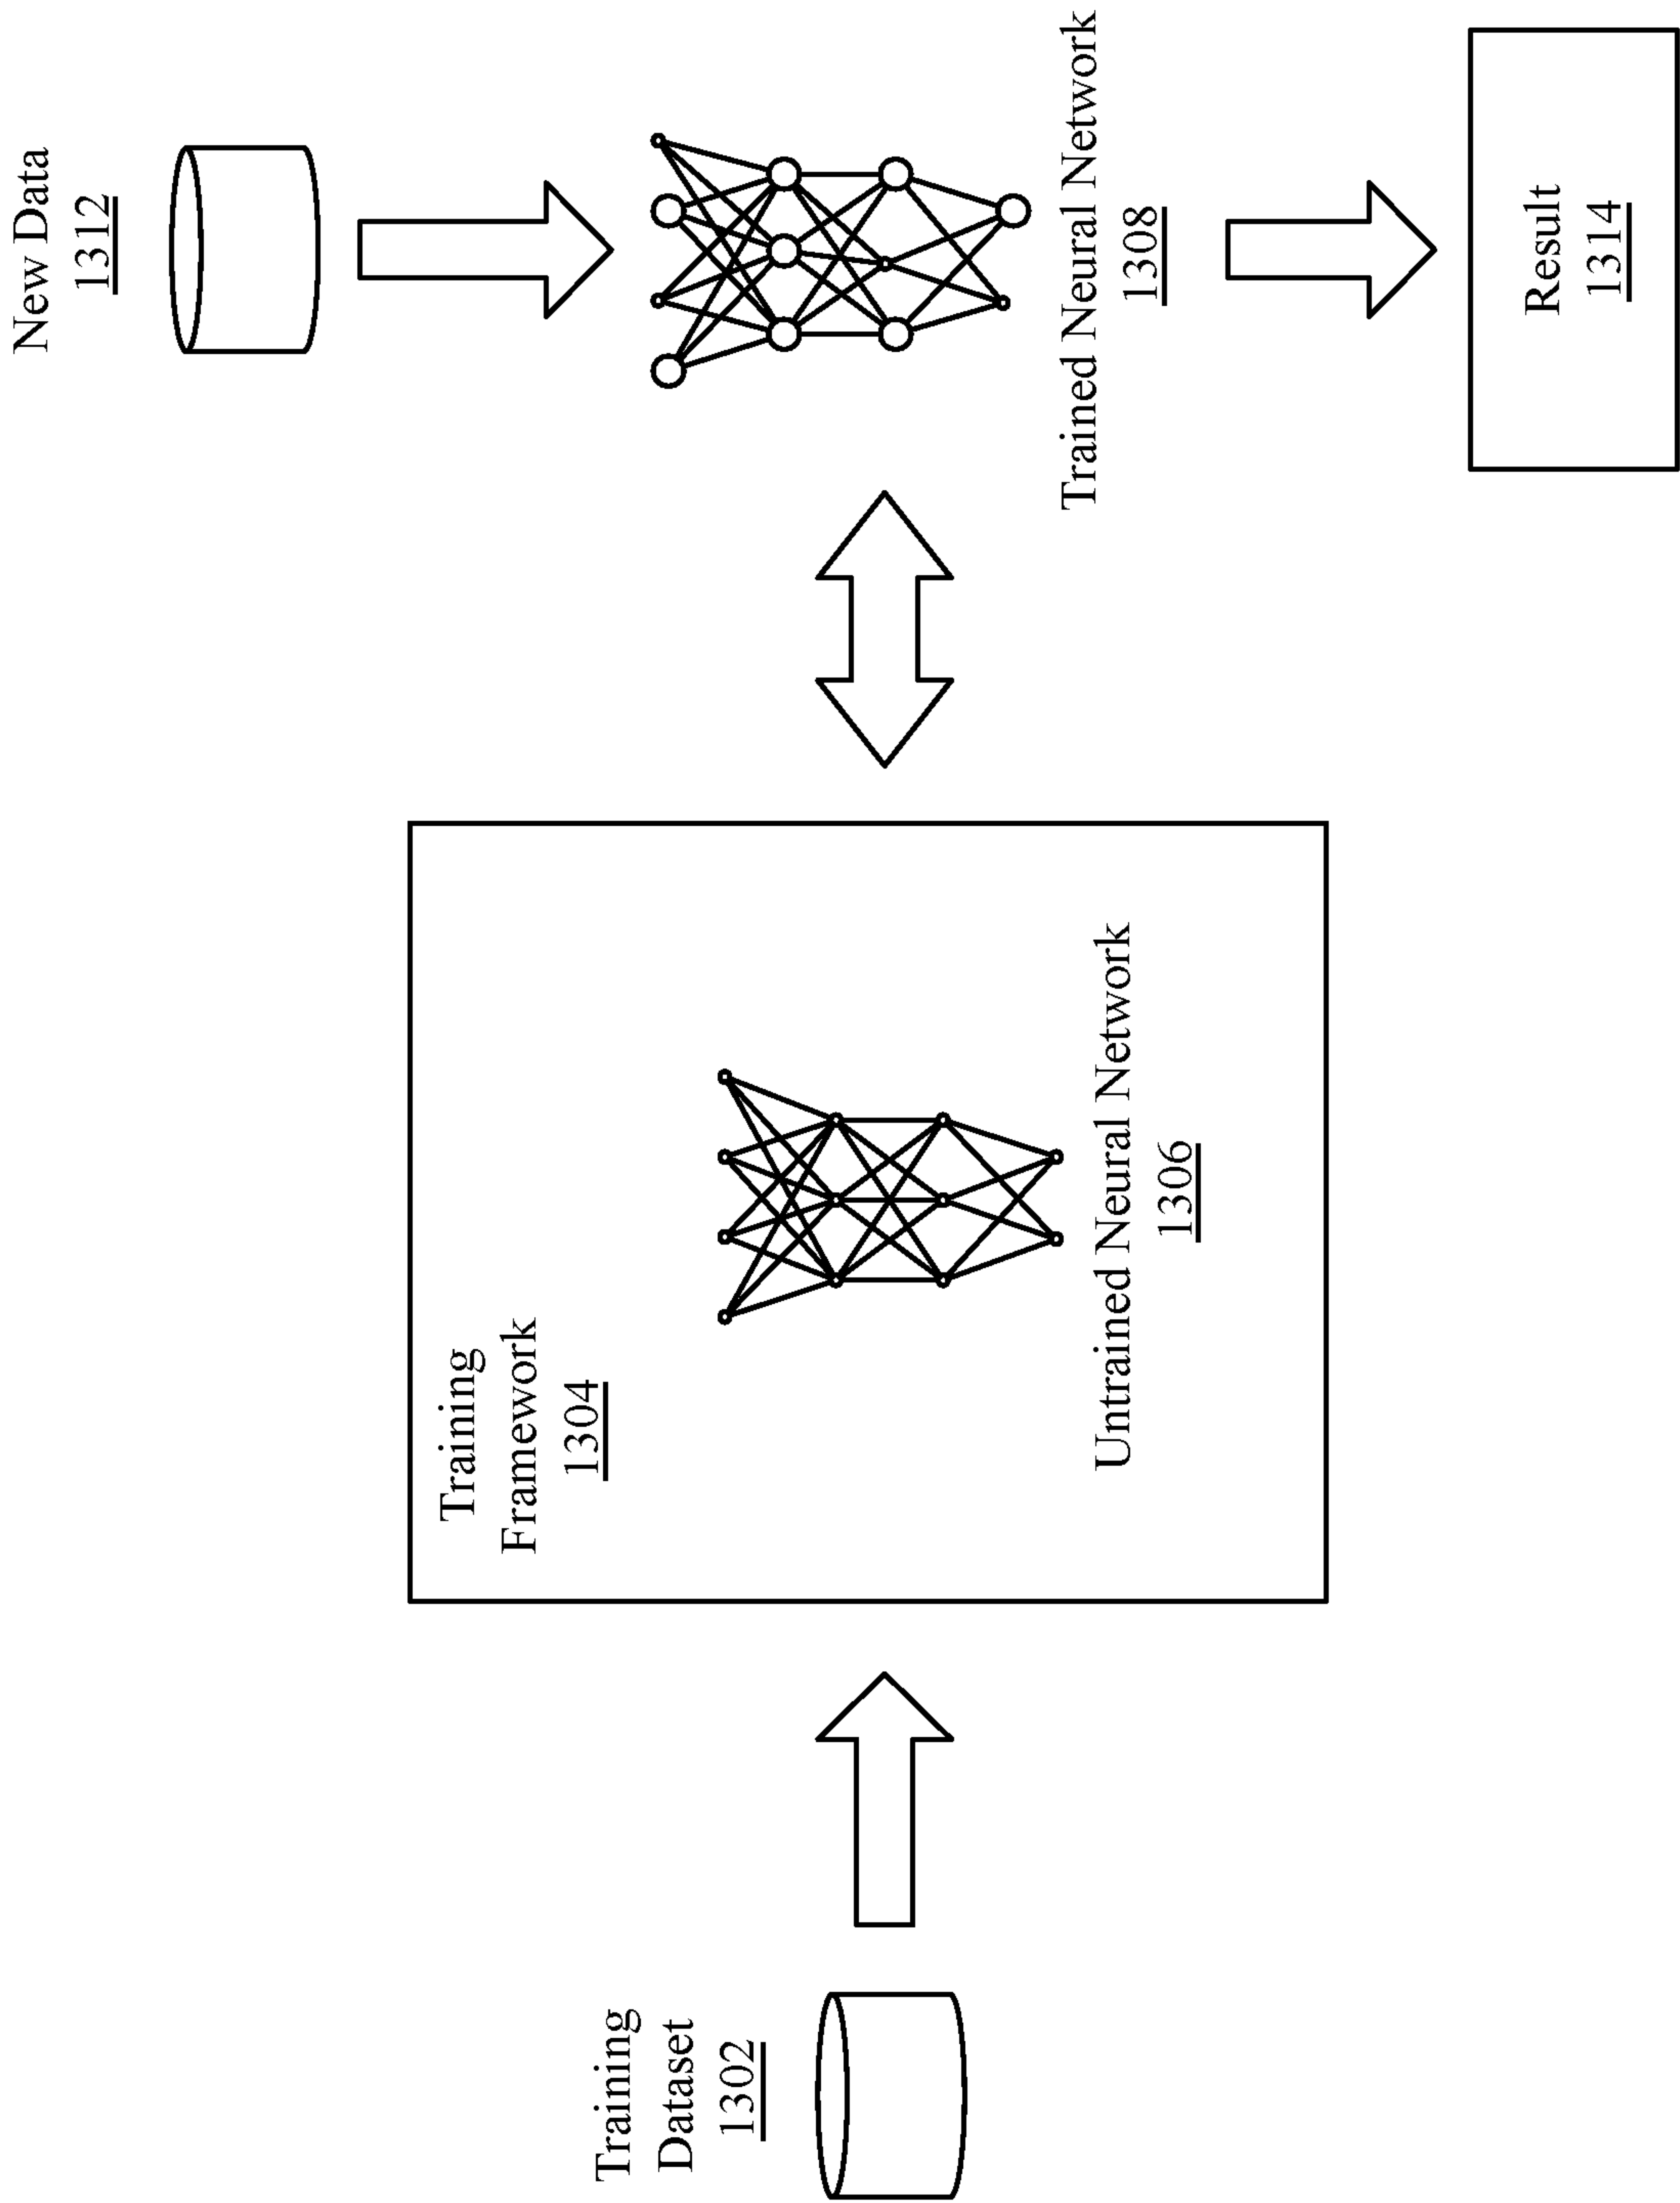 Training
Dataset
1302
Training
Framework
1304
Untrained Neural Network
1306
New Data
1312
Trained Neural Network
1308
Result
1314